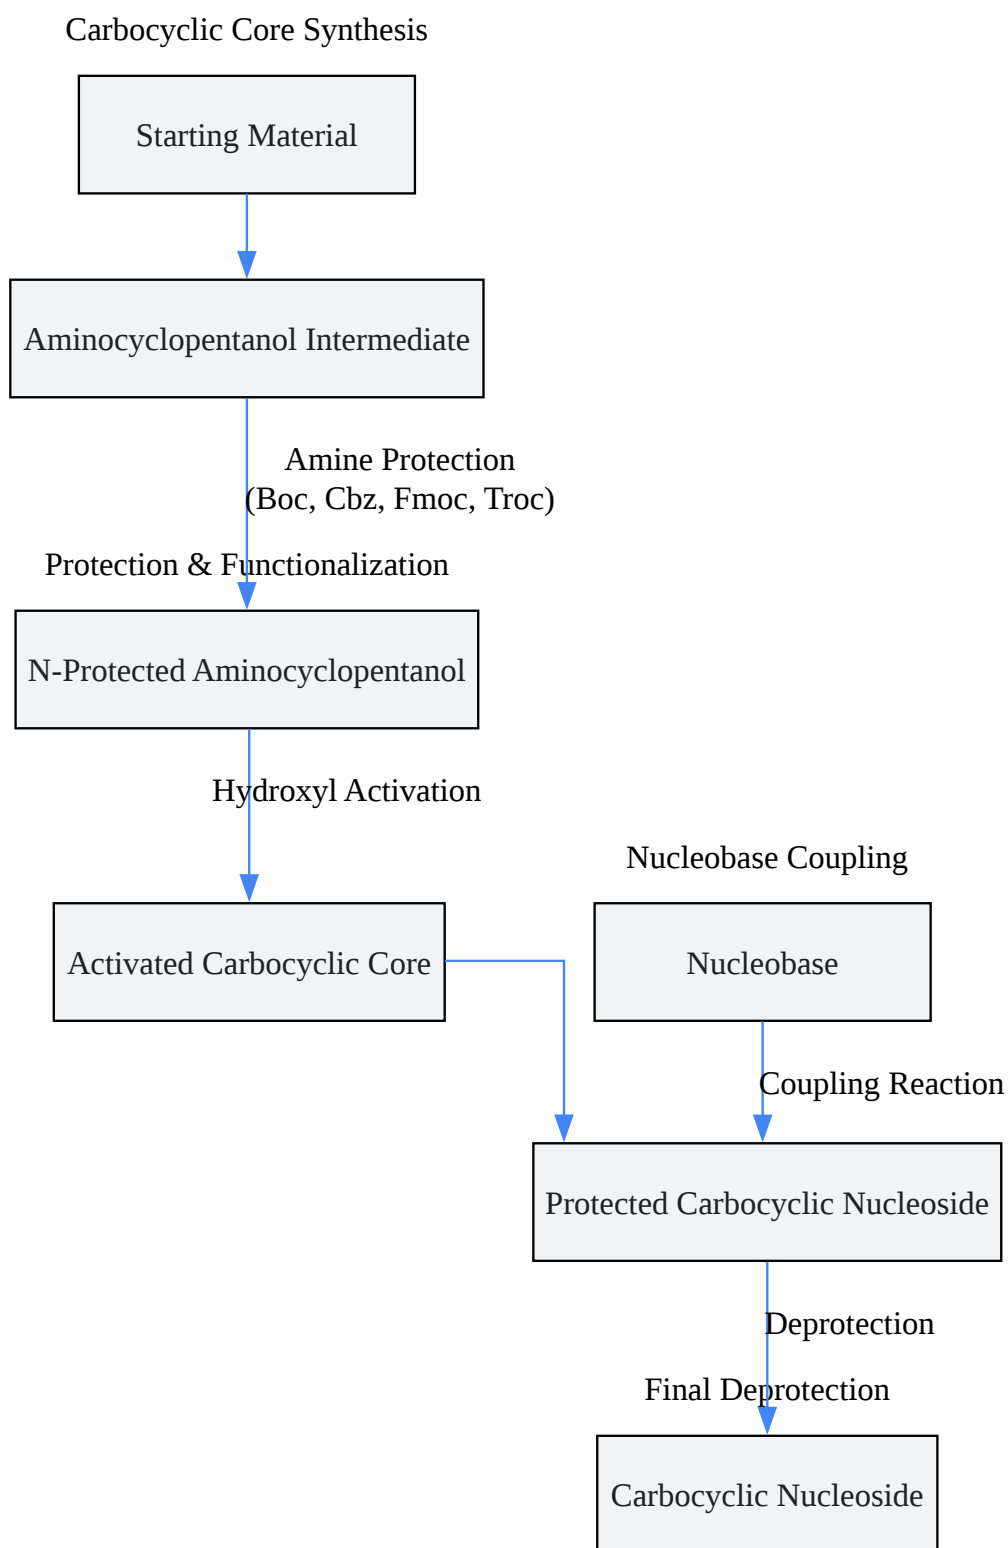 Carbocyclic Core Synthesis
Starting Material
Aminocyclopentanol Intermediate
Amine Protection
(Boc, Cbz, Fmoc, Troc)
Protection & Functionalization
N-Protected Aminocyclopentanol
Hydroxyl Activation
Nucleobase Coupling
Activated Carbocyclic Core
Nucleobase
Coupling Reaction
Protected Carbocyclic Nucleoside
Deprotection
Final Deprotection
Carbocyclic Nucleoside